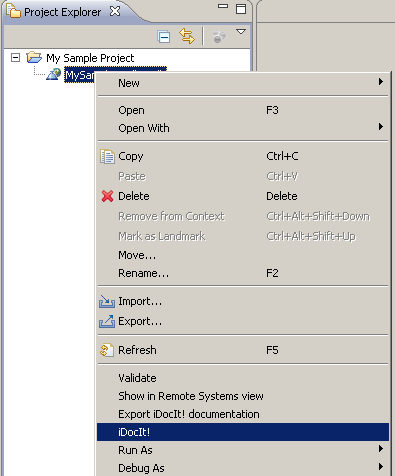 Project Explorer
My Sample Project
New
Open F3
Open With
Copy Ctrl+C
Paste Ctrl+V
Delete Delete
Remove from Context Ctrl+Alt+Shift+Down
Mark as Landmark Ctrl+Alt+Shift+Up
Move...
Rename... F2
Import...
Export...
Refresh F5
Validate
Show in Remote Systems view
Export iDocIt! documentation
iDocIt!
Run As
Debug As